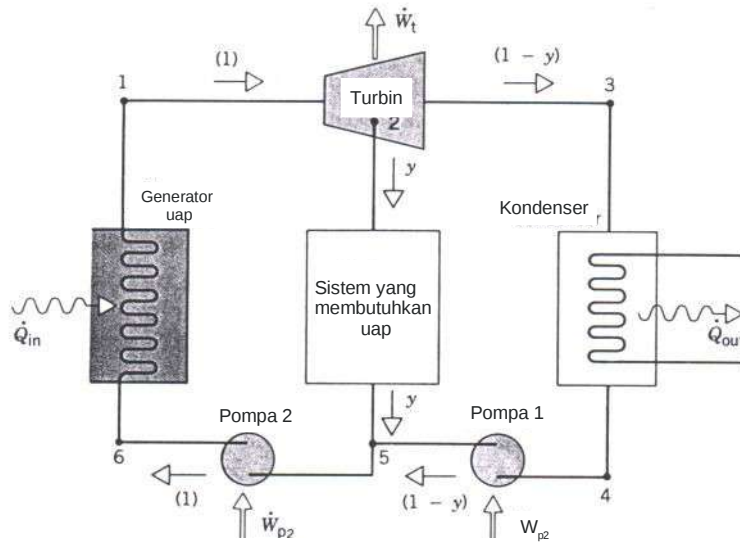 Ẇt
(1)
(1 − y)
1
Turbin
2
3
y
Generator
uap
Kondenser
r
Sistem yang
membutuhkan
uap
Q̇in
Q̇out
Pompa 2
y
Pompa 1
6
5
4
(1)
(1 − y)
Ẇp2
Wp2